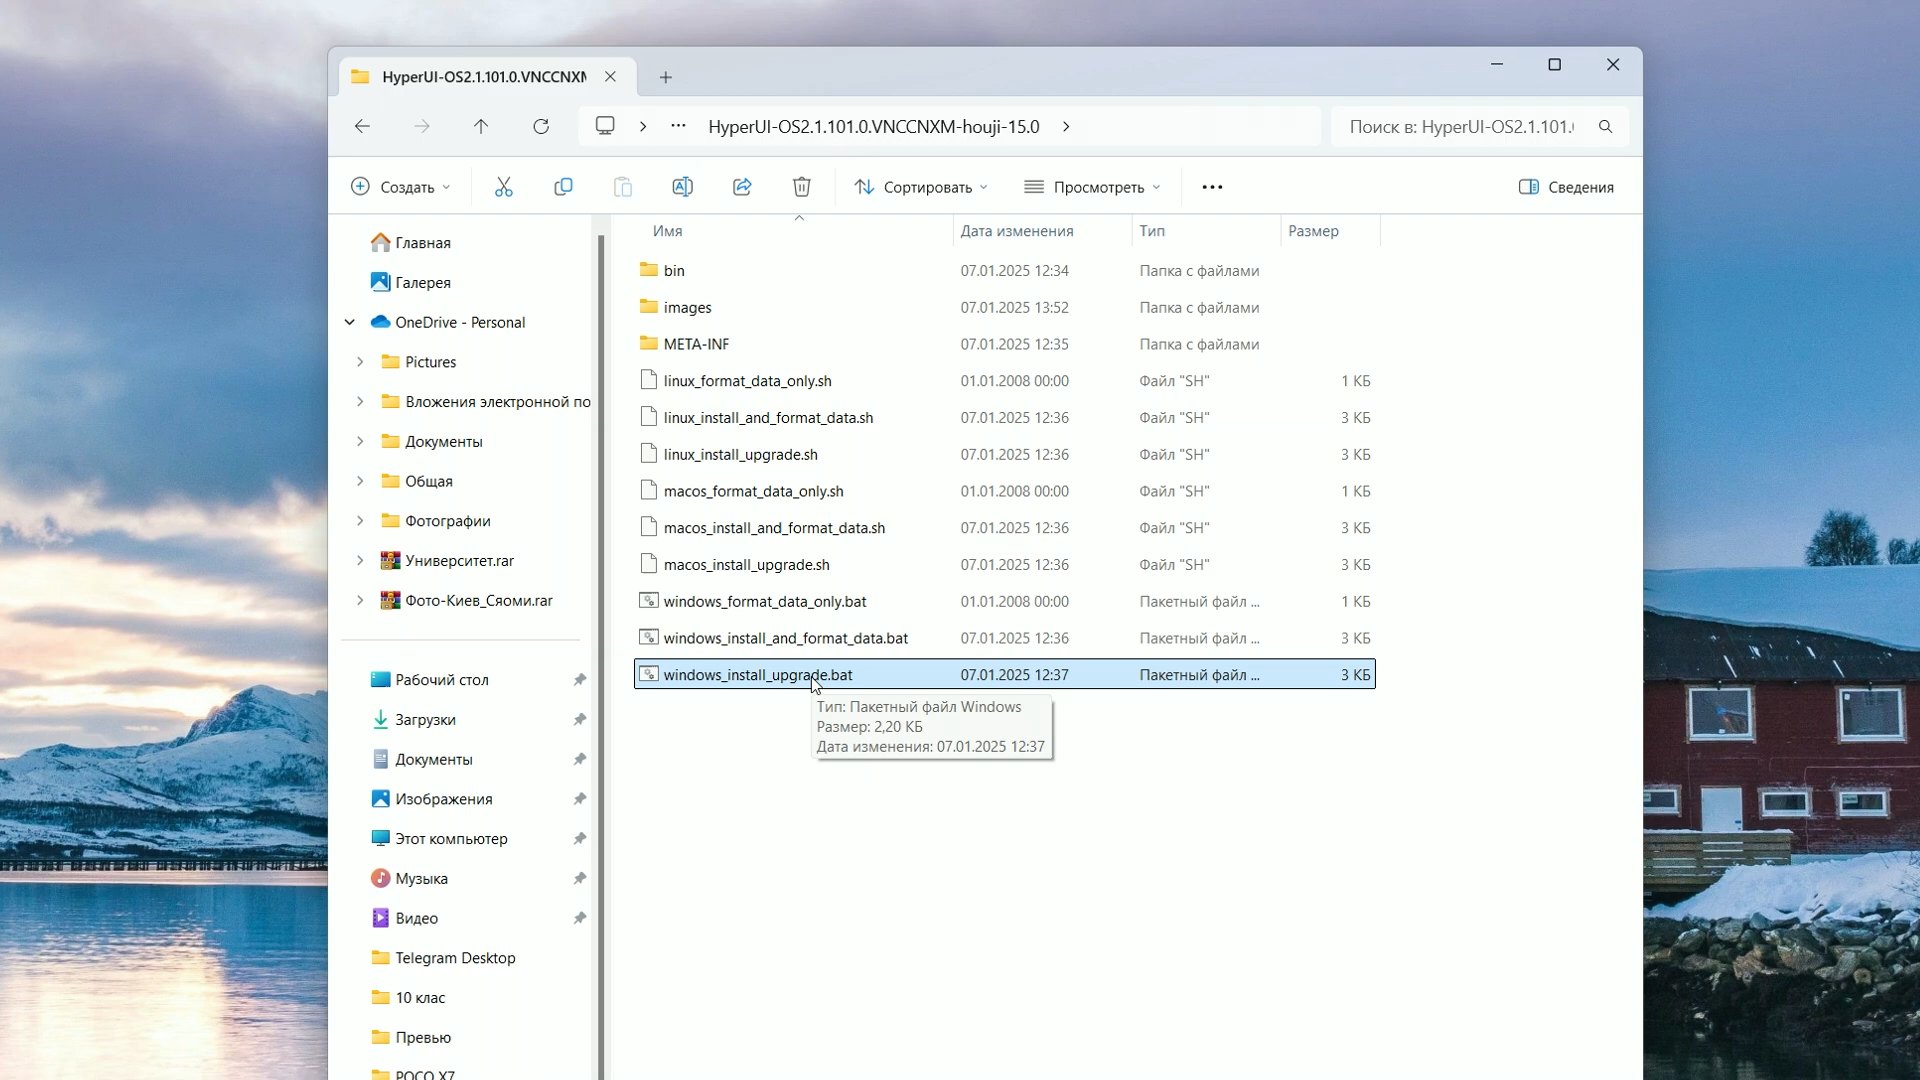 HyperUI-OS2.1.101.0.VNCCNXM
HyperUI-OS2.1.101.0.VNCCNXM-houji-15.0
Поиск в: HyperUI-OS2.1.101.
Создать
Сортировать
Просмотреть
Сведения
Главная
Галерея
OneDrive - Personal
Pictures
Вложения электронной по
Документы
Общая
Фотографии
Университет.rar
Фото-Киев_Сяоми.rar
Рабочий стол
Загрузки
Документы
Изображения
Этот компьютер
Музыка
Видео
Telegram Desktop
10 клас
Превью
POCO X7
Имя Дата изменения Тип Размер
bin 07.01.2025 12:34 Папка с файлами
images 07.01.2025 13:52 Папка с файлами
META-INF 07.01.2025 12:35 Папка с файлами
linux_format_data_only.sh 01.01.2008 00:00 Файл "SH" 1 КБ
linux_install_and_format_data.sh 07.01.2025 12:36 Файл "SH" 3 КБ
linux_install_upgrade.sh 07.01.2025 12:36 Файл "SH" 3 КБ
macos_format_data_only.sh 01.01.2008 00:00 Файл "SH" 1 КБ
macos_install_and_format_data.sh 07.01.2025 12:36 Файл "SH" 3 КБ
macos_install_upgrade.sh 07.01.2025 12:36 Файл "SH" 3 КБ
windows_format_data_only.bat 01.01.2008 00:00 Пакетный файл ... 1 КБ
windows_install_and_format_data.bat 07.01.2025 12:36 Пакетный файл ... 3 КБ
windows_install_upgrade.bat 07.01.2025 12:37 Пакетный файл ... 3 КБ
Тип: Пакетный файл Windows
Размер: 2,20 КБ
Дата изменения: 07.01.2025 12:37